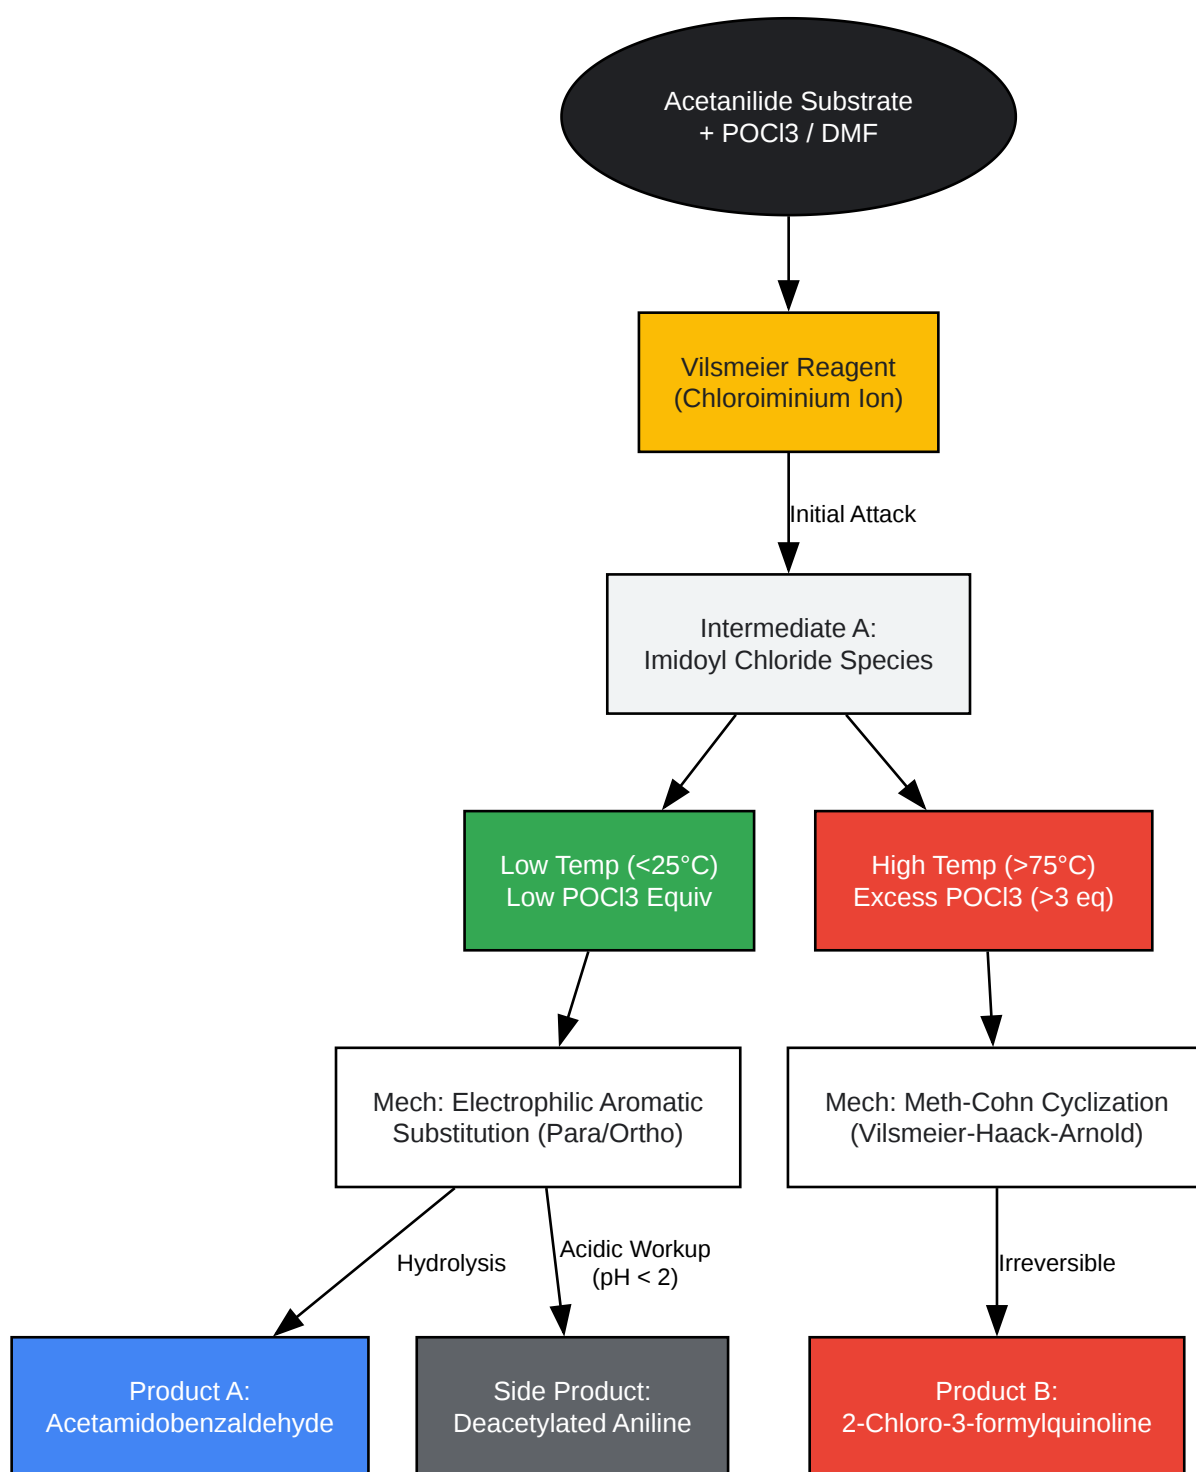 Acetanilide Substrate
+ POCl3 / DMF
Vilsmeier Reagent
(Chloroiminium Ion)
Initial Attack
Intermediate A:
Imidoyl Chloride Species
Low Temp (<25°C)
Low POCl3 Equiv
High Temp (>75°C)
Excess POCl3 (>3 eq)
Mech: Electrophilic Aromatic
Substitution (Para/Ortho)
Mech: Meth-Cohn Cyclization
(Vilsmeier-Haack-Arnold)
Hydrolysis
Acidic Workup
(pH < 2)
Irreversible
Product A:
Acetamidobenzaldehyde
Side Product:
Deacetylated Aniline
Product B:
2-Chloro-3-formylquinoline